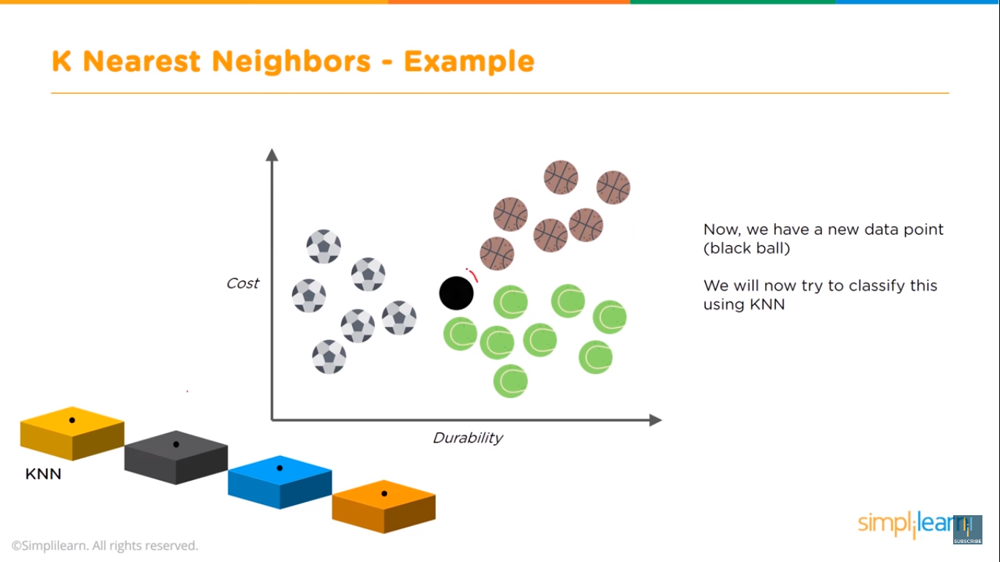 K Nearest Neighbors - Example
Cost
Now, we have a new data point
(black ball)
We will now try to classify this
using KNN
Durability
KNN
simplilearn
SUBSCRIBE
©Simplilearn. All rights reserved.